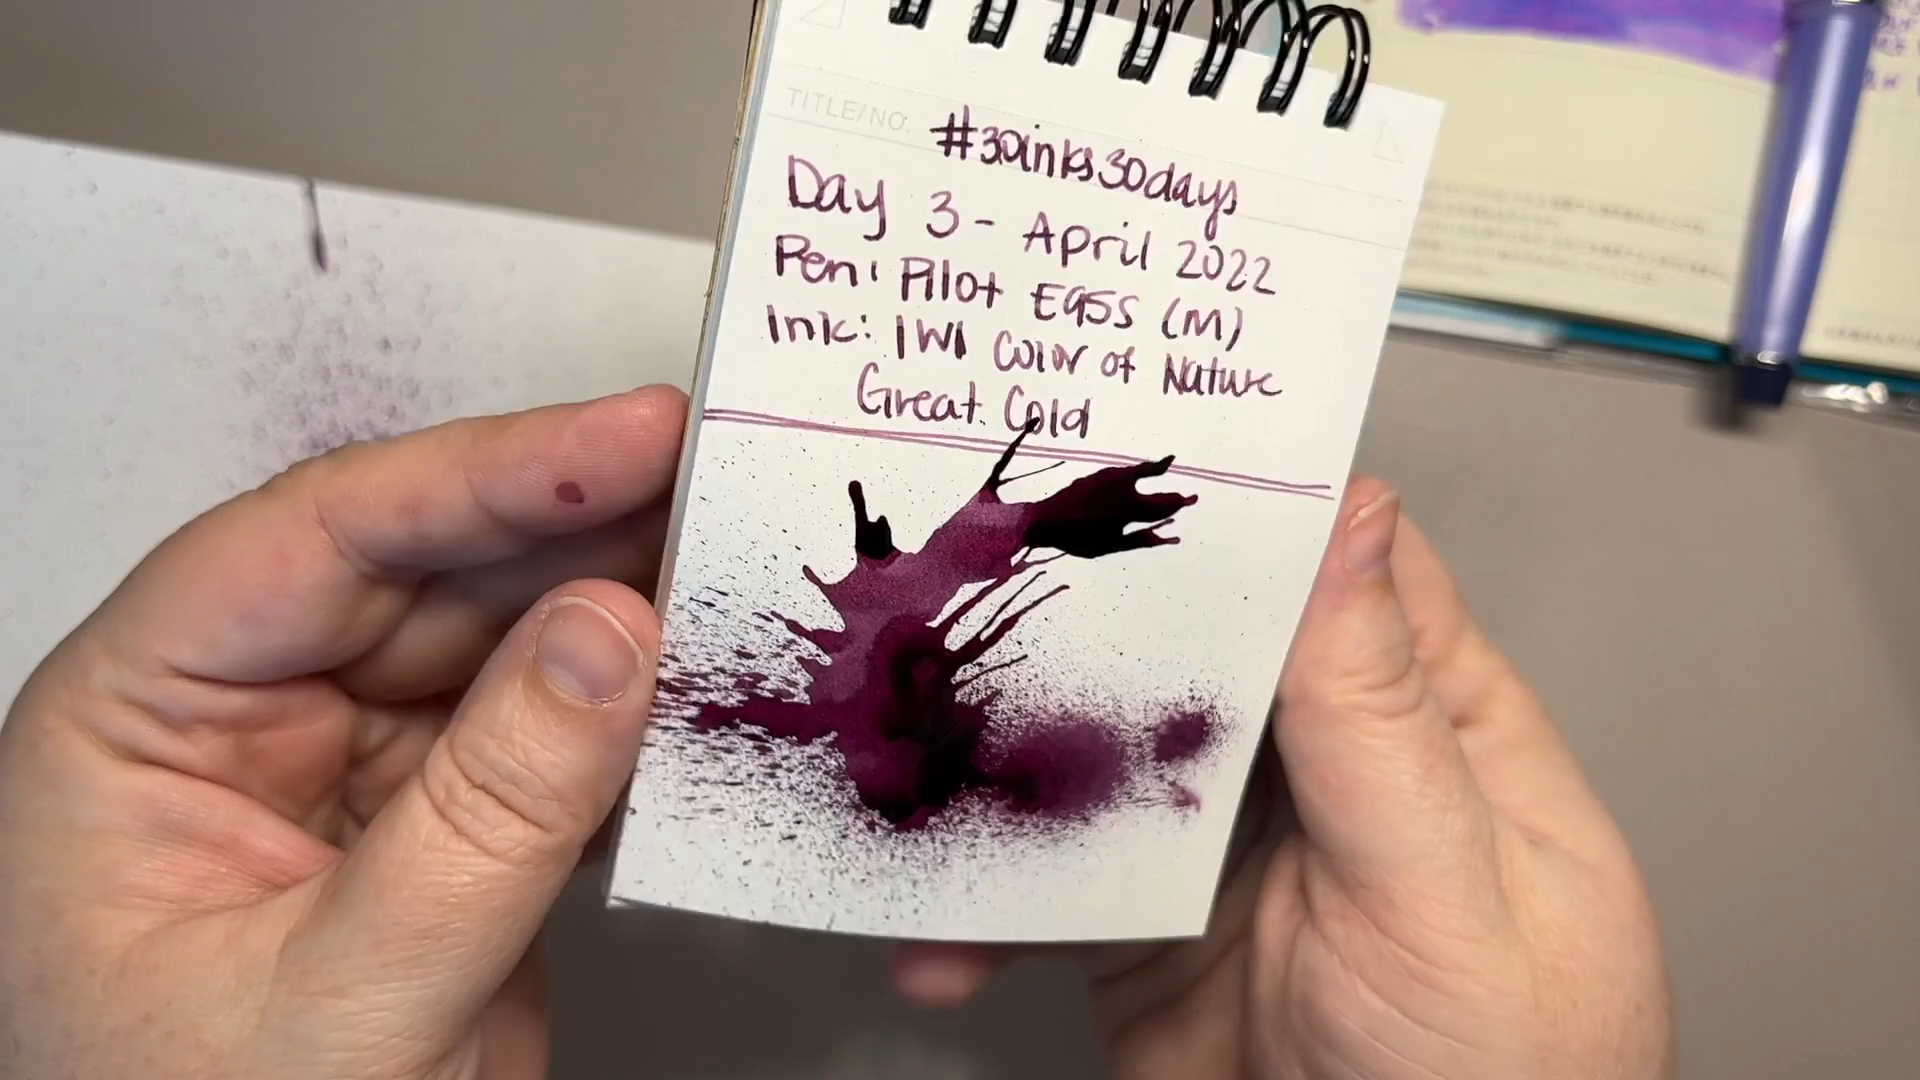 TITLE/NO.
#30inks30days
Day 3 - April 2022
Pen: Pilot E95S (M)
Ink: IWI Color of Nature
Great Cold